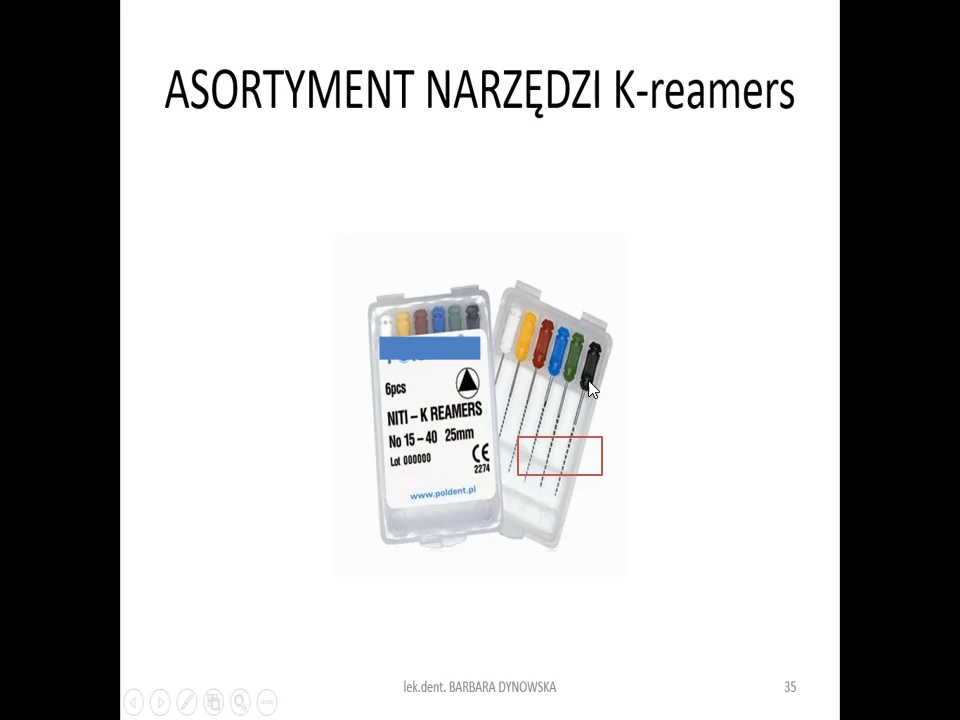 ASORTYMENT NARZĘDZI K-reamers
6pcs
NITI – K REAMERS
No 15 – 40 25mm
Lot 000000
CE
2274
www.poldent.pl
lek.dent. BARBARA DYNOWSKA
35